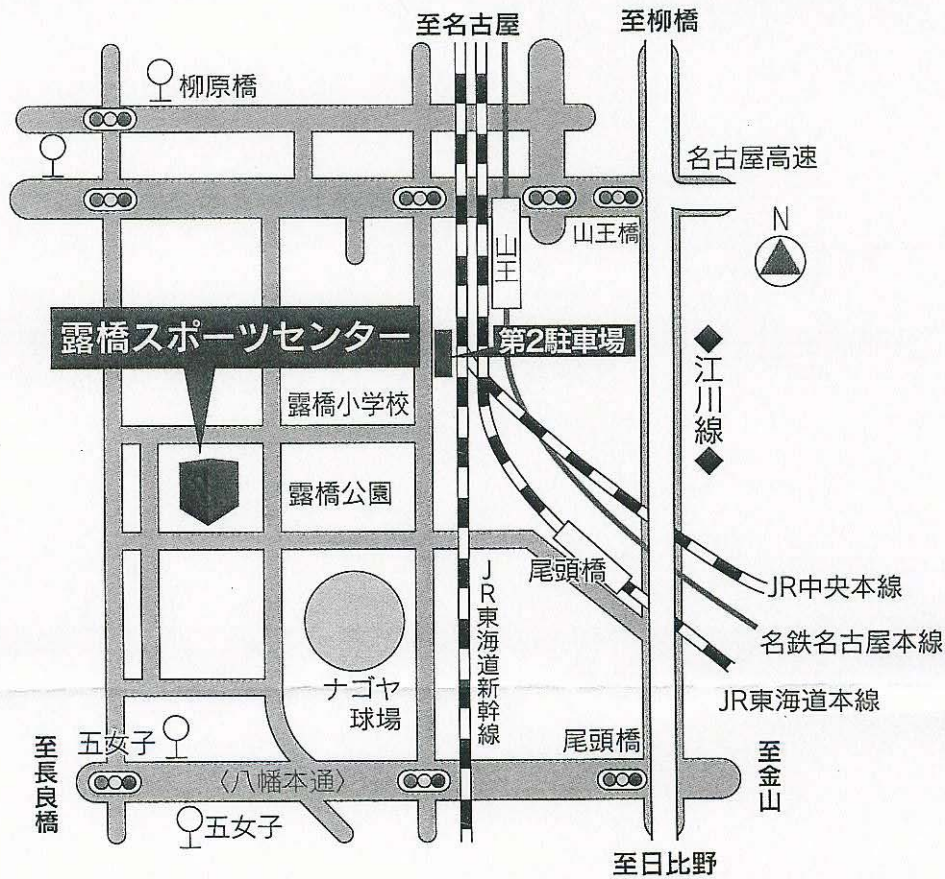 至名古屋
至柳橋
柳原橋
名古屋高速
山王橋
山王
N
露橋スポーツセンター
第2駐車場
◆江川線◆
露橋小学校
露橋公園
尾頭橋
JR東海道新幹線
JR中央本線
名鉄名古屋本線
JR東海道本線
ナゴヤ
球場
尾頭橋
五女子
至長良橋
〈八幡本通〉
至金山
五女子
至日比野